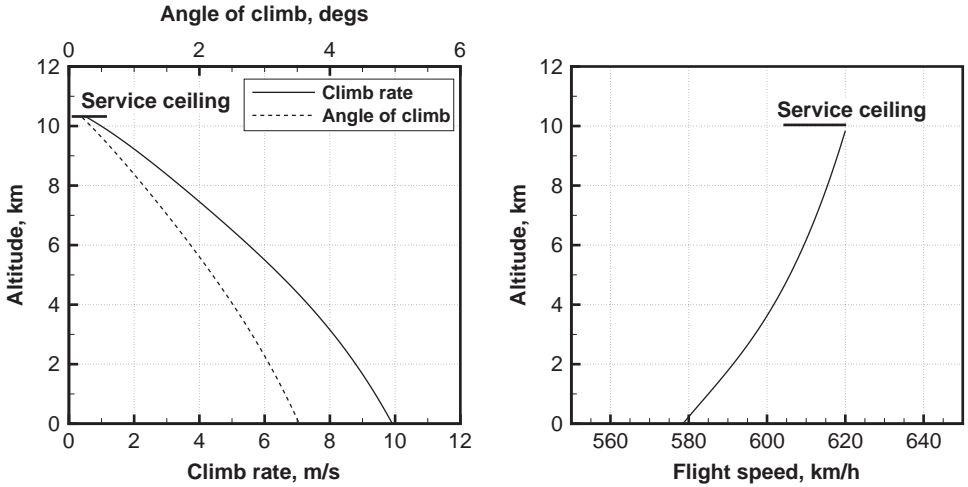 Angle of climb, degs
0 2 4 6
12
10
8
6
4
2
0
Altitude, km
Service ceiling
Climb rate
Angle of climb
0 2 4 6 8 10 12
Climb rate, m/s
12
10
8
6
4
2
0
Altitude, km
Service ceiling
560 580 600 620 640
Flight speed, km/h